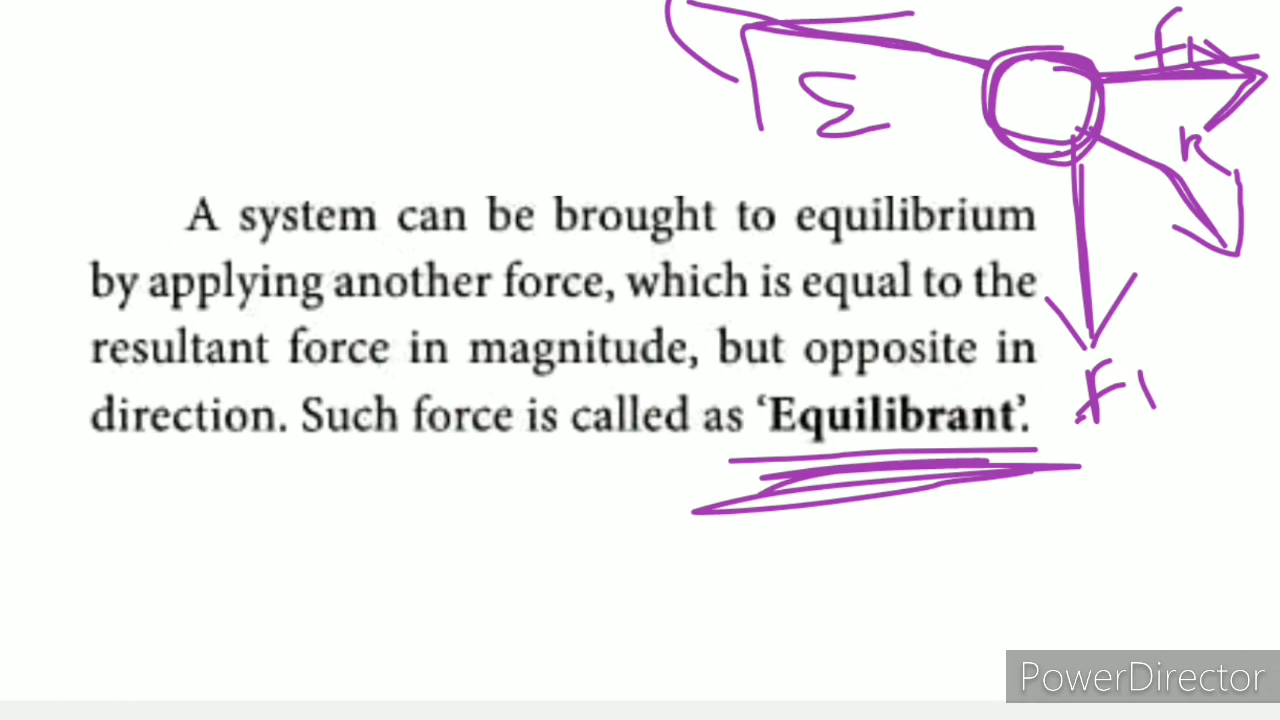 Σ
R
A system can be brought to equilibrium
by applying another force, which is equal to the
resultant force in magnitude, but opposite in
direction. Such force is called as ‘Equilibrant’.
F1
PowerDirector